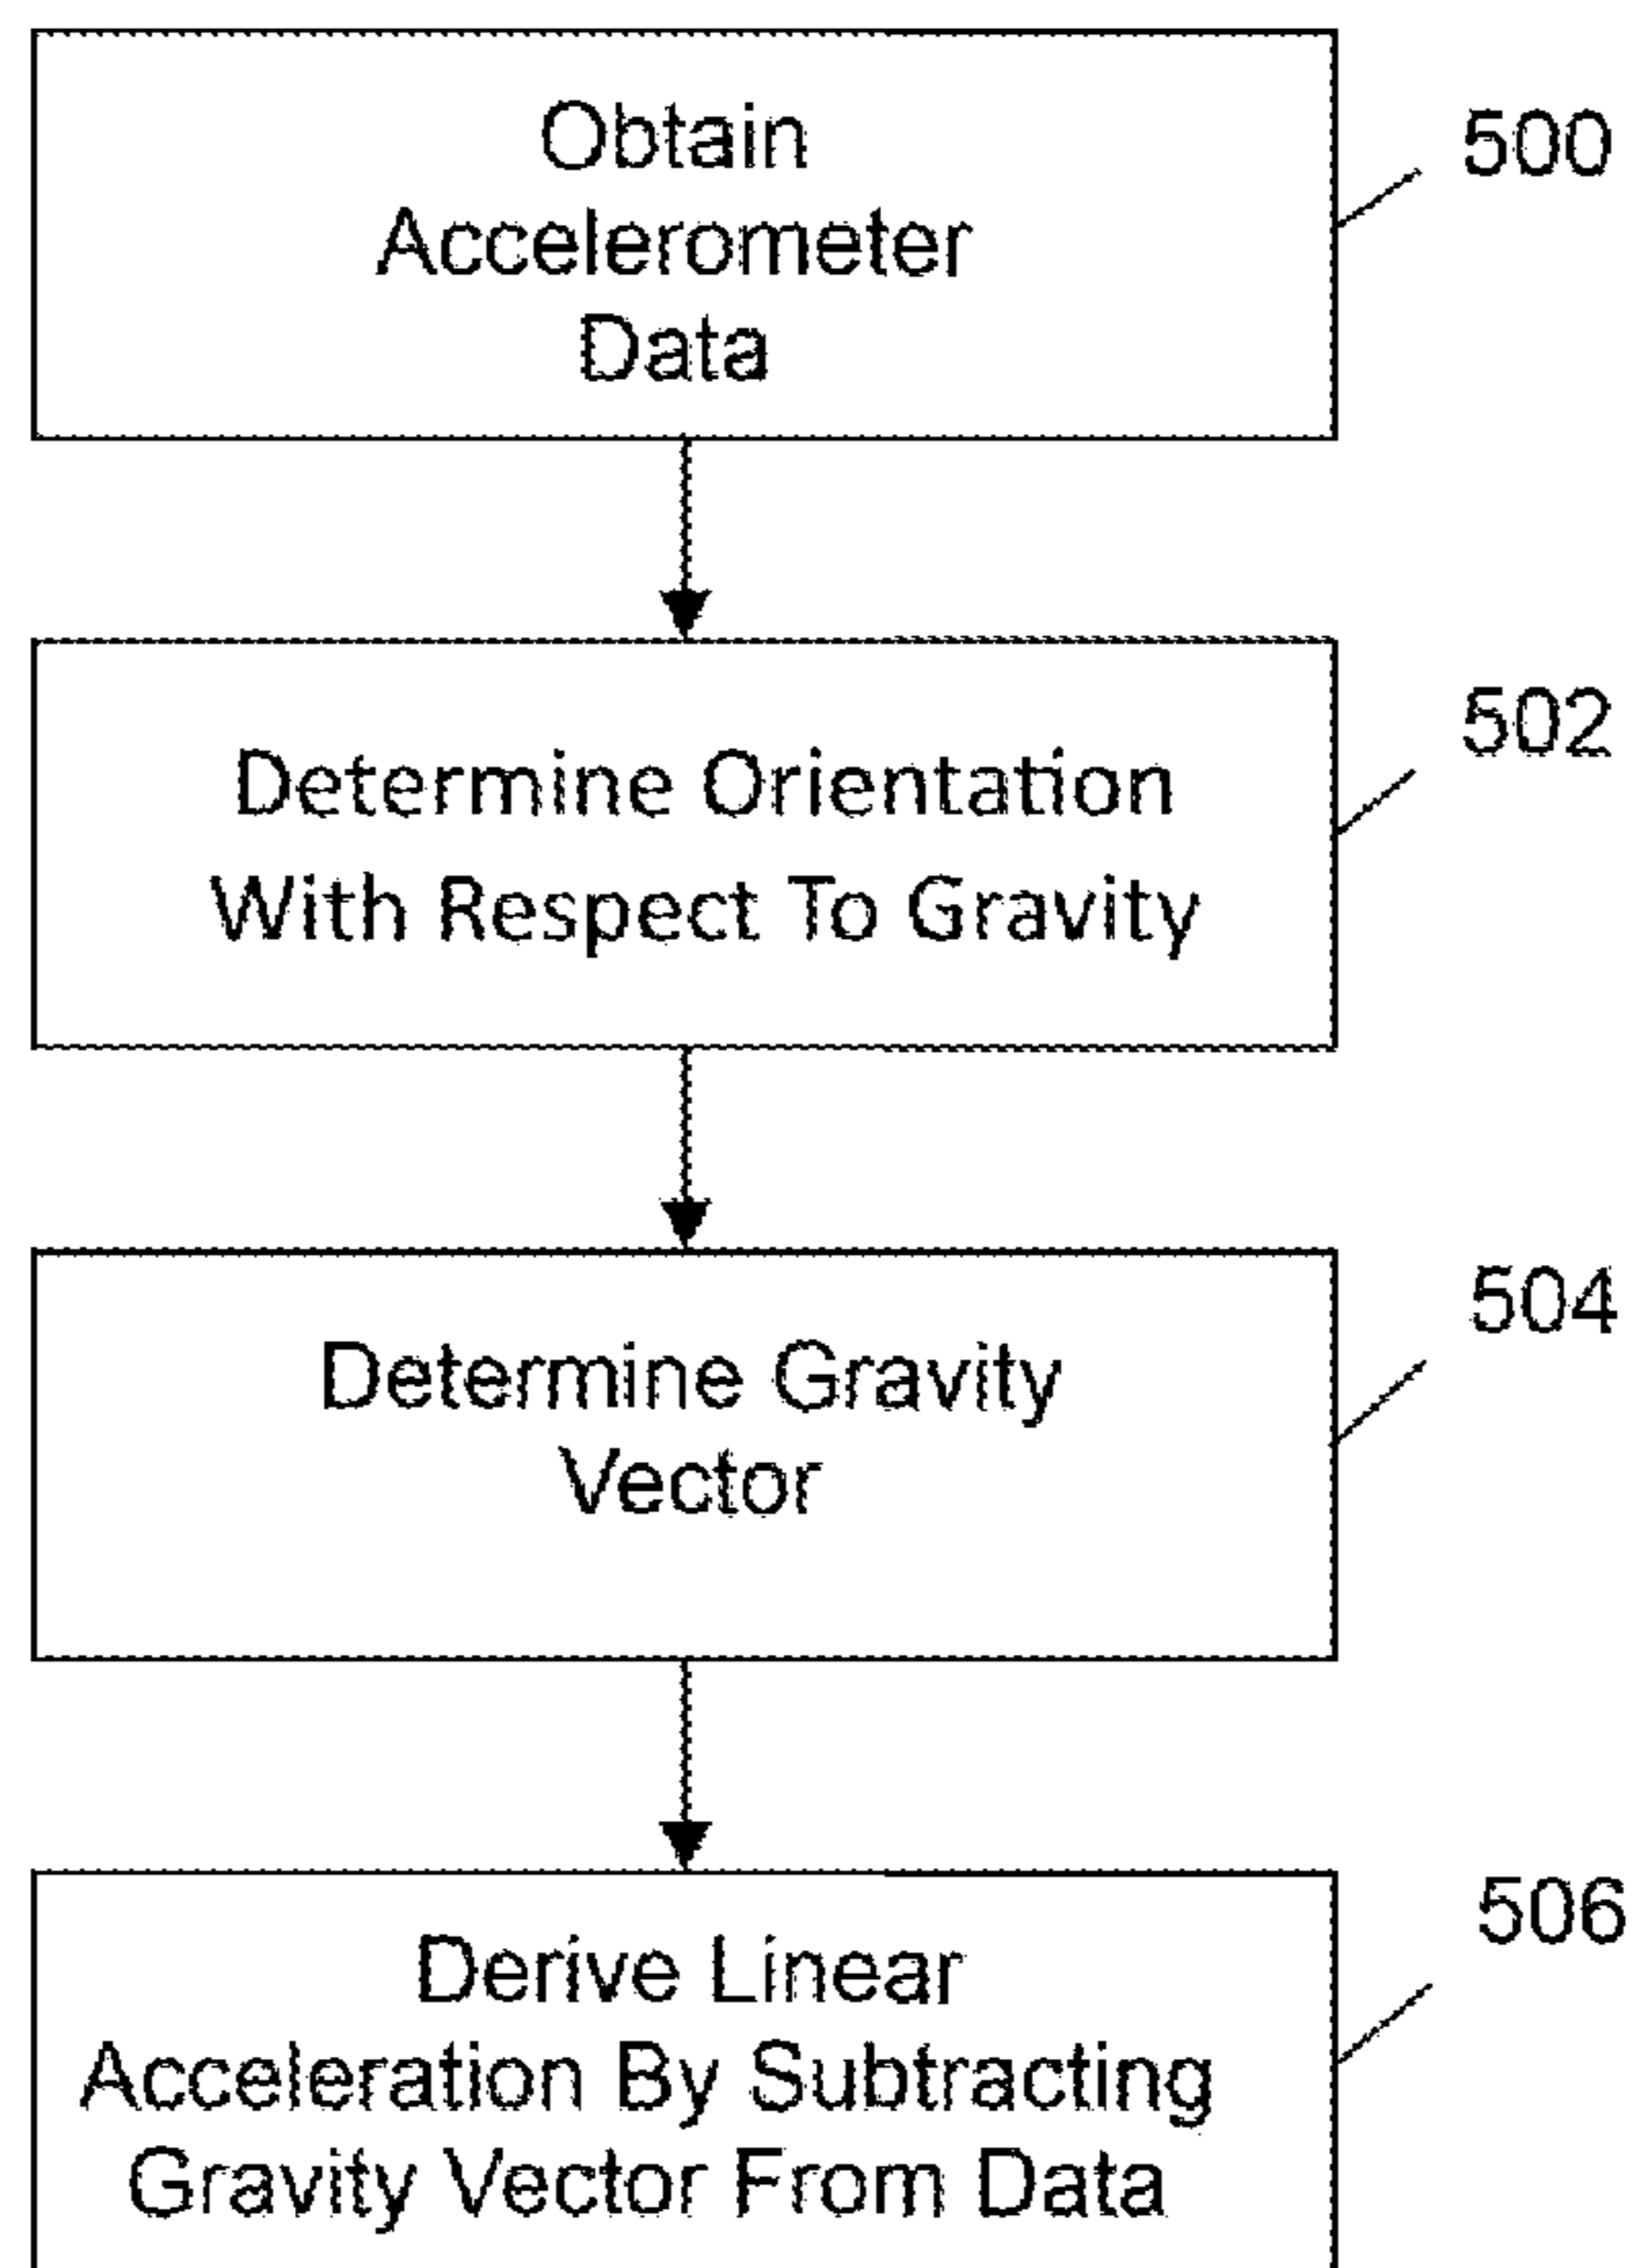 Obtain
Accelerometer
Data
500
Determine Orientation
With Respect To Gravity
502
Determine Gravity
Vector
504
Derive Linear
Acceleration By Subtracting
Gravity Vector From Data
506